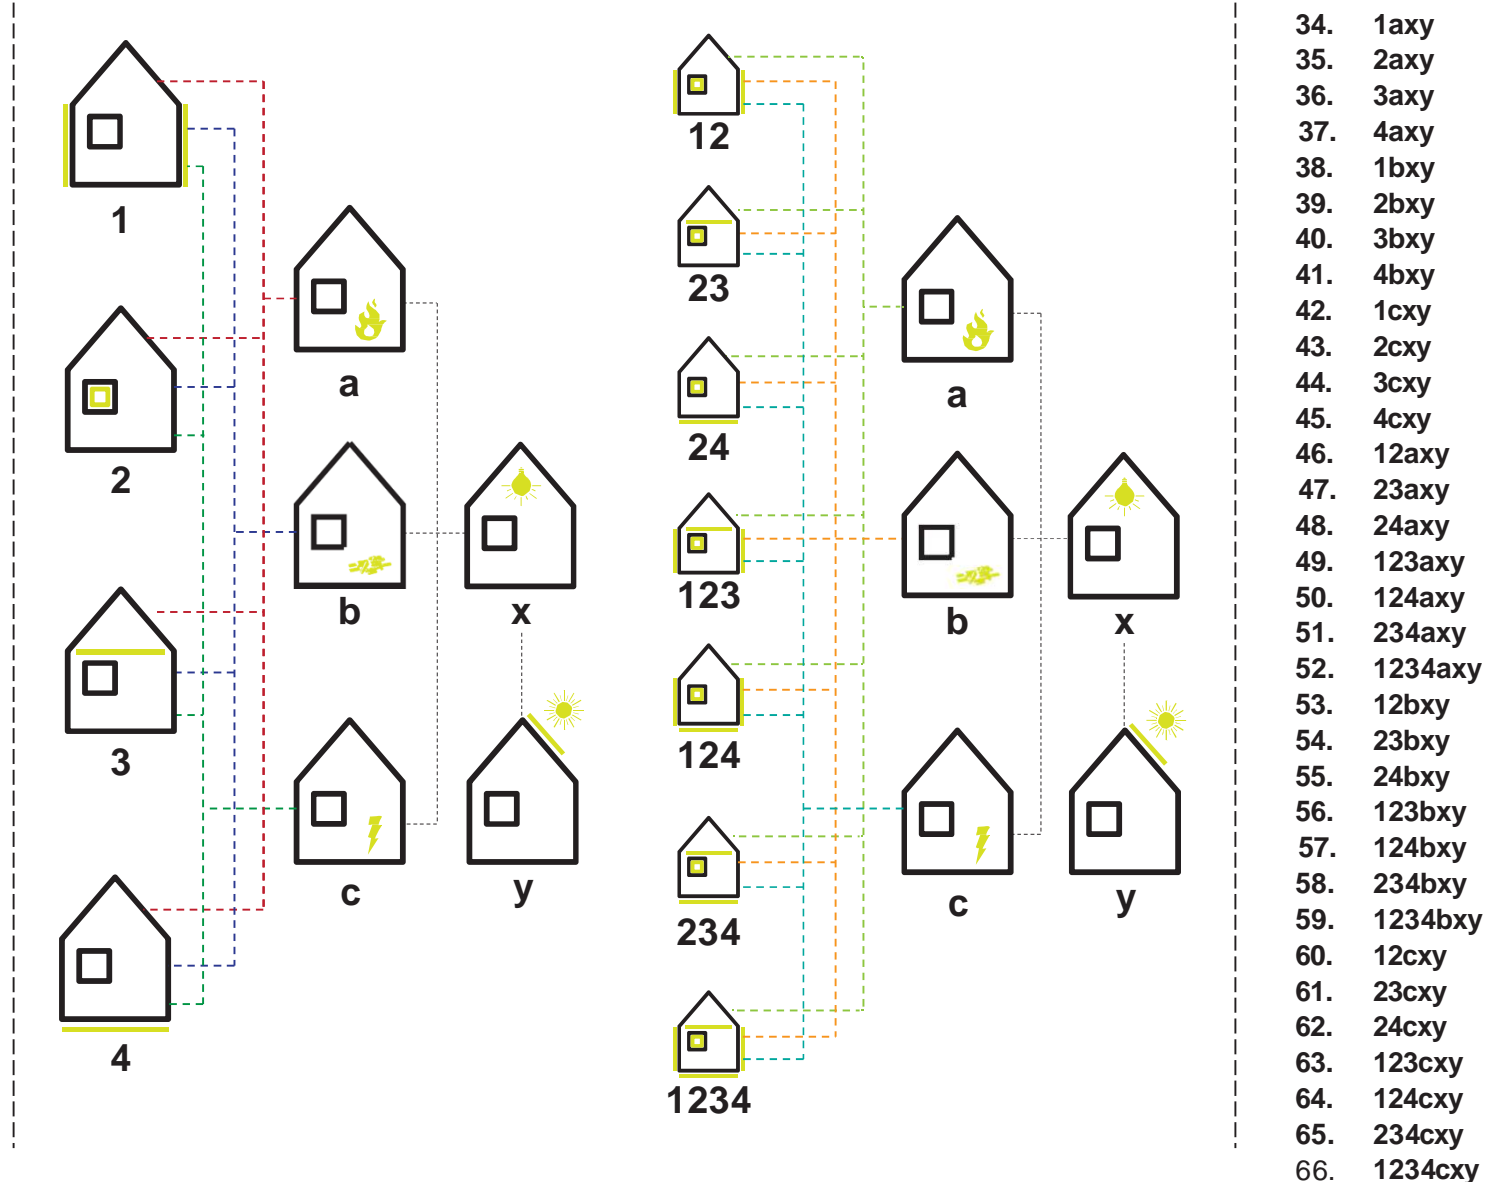 1
2
3
4
a
b
c
x
y
12
23
24
123
124
234
1234
a
b
c
x
y
34. 1axy
35. 2axy
36. 3axy
37. 4axy
38. 1bxy
39. 2bxy
40. 3bxy
41. 4bxy
42. 1cxy
43. 2cxy
44. 3cxy
45. 4cxy
46. 12axy
47. 23axy
48. 24axy
49. 123axy
50. 124axy
51. 234axy
52. 1234axy
53. 12bxy
54. 23bxy
55. 24bxy
56. 123bxy
57. 124bxy
58. 234bxy
59. 1234bxy
60. 12cxy
61. 23cxy
62. 24cxy
63. 123cxy
64. 124cxy
65. 234cxy
66. 1234cxy